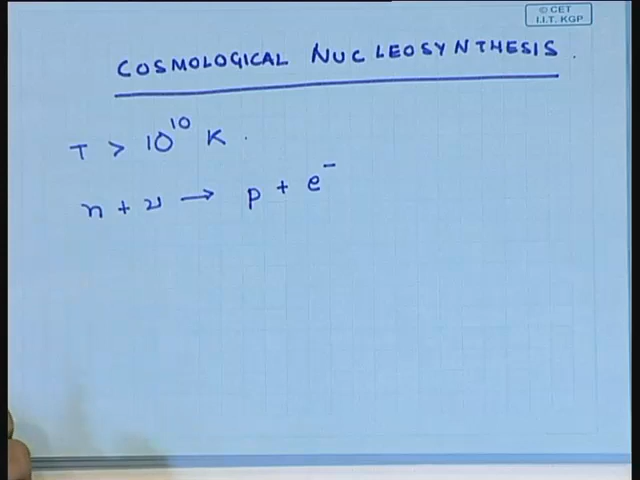 © CET
I.I.T. KGP
COSMOLOGICAL NUCLEOSYNTHESIS.
T > 10¹⁰ K.
n + ν → p + e⁻